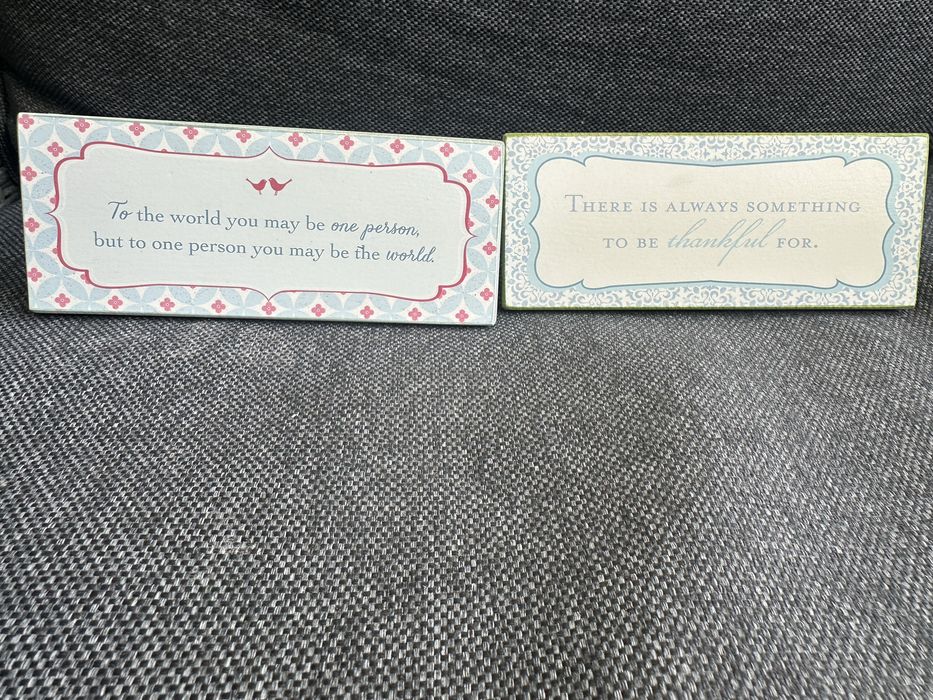 To the world you may be one person,
but to one person you may be the world.
THERE IS ALWAYS SOMETHING
TO BE thankful FOR.